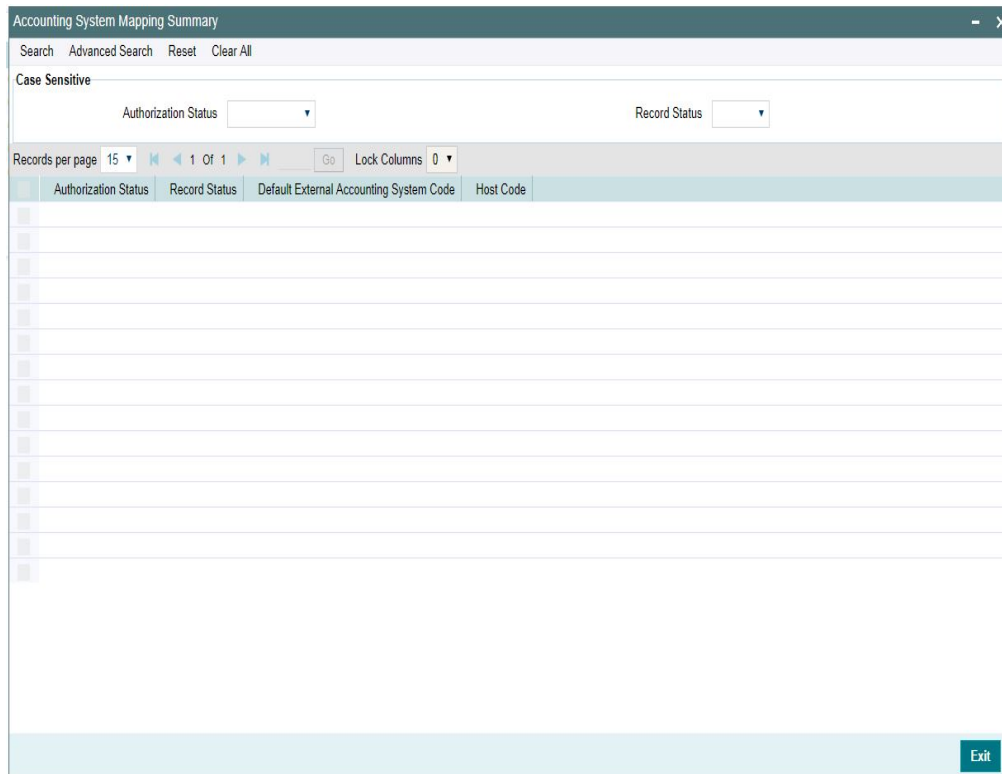 Accounting System Mapping Summary
Search Advanced Search Reset Clear All
Case Sensitive
Authorization Status Record Status
Records per page 15 1 Of 1 Go Lock Columns 0
Authorization Status Record Status Default External Accounting System Code Host Code
Exit